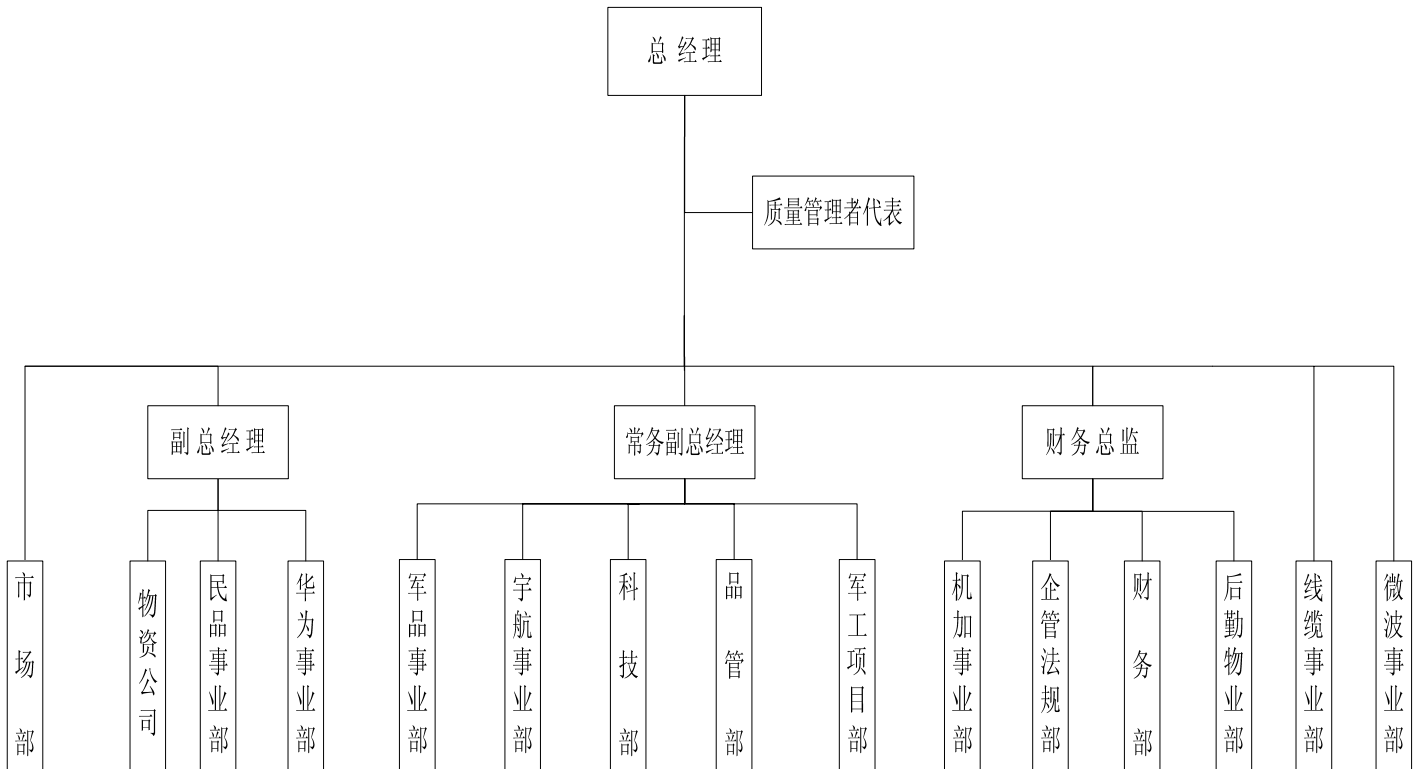 总经理
质量管理者代表
副总经理
常务副总经理
财务总监
市场部
物资公司
民品事业部
华为事业部
军品事业部
宇航事业部
科技部
品管部
军工项目部
机加事业部
企管法规部
财务部
后勤物业部
线缆事业部
微波事业部